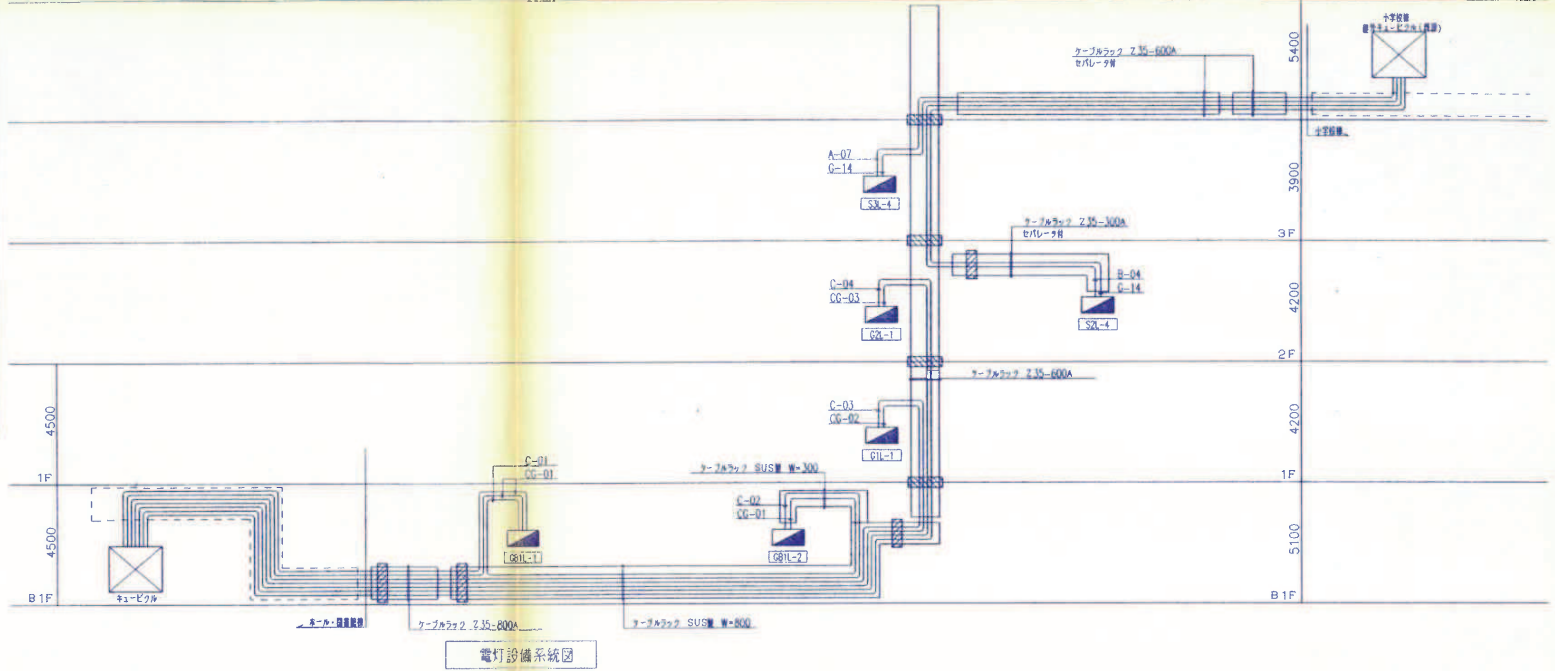 小学校棟
5400
ケーブルラック Z35-600A
セパレータ付
小学校棟
A-07
G-14
S3L-4
3900
ケーブルラック Z35-300A
セパレータ付
3F
B-04
G-14
S2L-4
C-04
CG-03
G2L-1
4200
2F
ケーブルラック Z35-600A
4500
C-03
CG-02
G1L-1
4200
1F
1F
C-01
CG-01
ケーブルラック SUS製 W=300
C-02
CG-01
GB1L-1
GB1L-2
4500
5100
キュービクル
B1F
B1F
ケーブルラック Z35-800A
ケーブルラック SUS製 W=800
電灯設備系統図